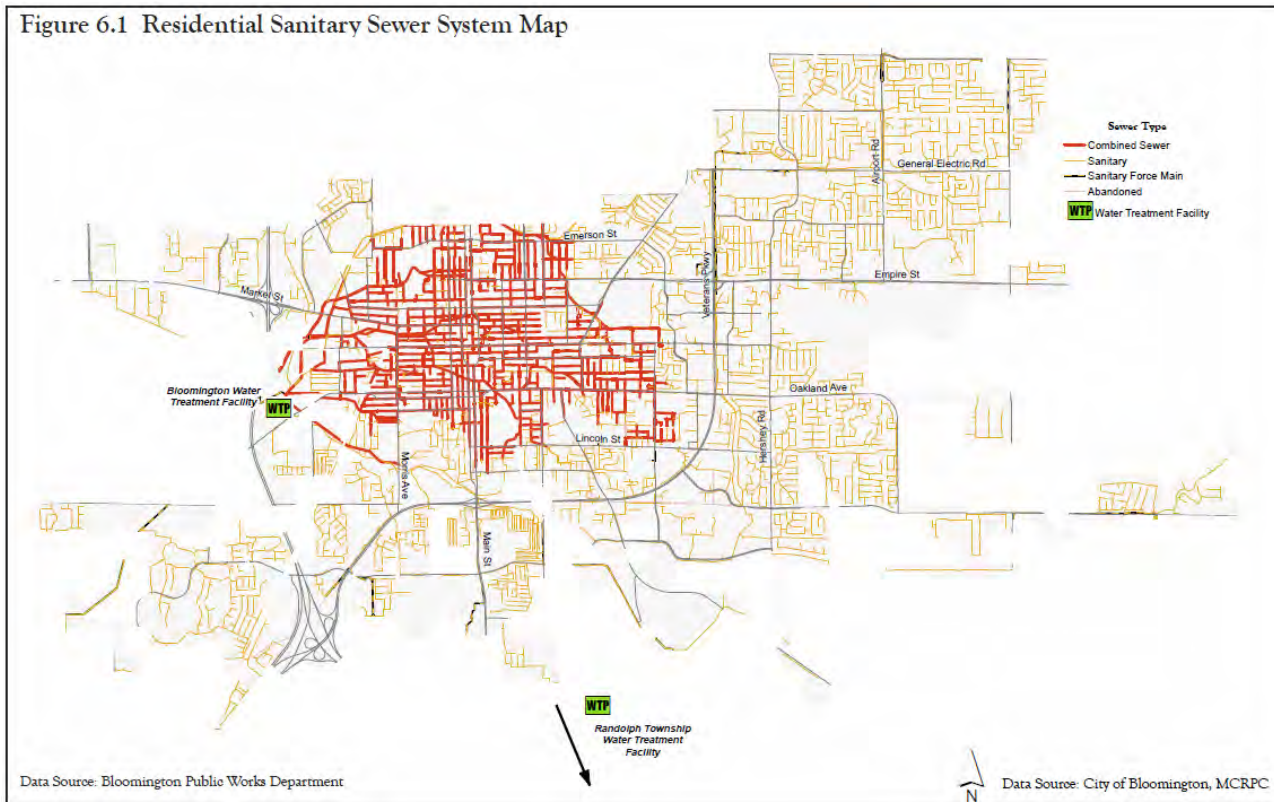 Figure 6.1 Residential Sanitary Sewer System Map
Sewer Type
Combined Sewer
Sanitary
Sanitary Force Main
Abandoned
WTP Water Treatment Facility
Airport Rd
General Electric Rd
Emerson St
Veterans Pkwy
Empire St
Market St
Bloomington Water
Treatment Facility
WTP
Oakland Ave
Lincoln St
Hershey Rd
Morris Ave
Main St
WTP
Randolph Township
Water Treatment
Facility
Data Source: Bloomington Public Works Department
N
Data Source: City of Bloomington, MCRPC